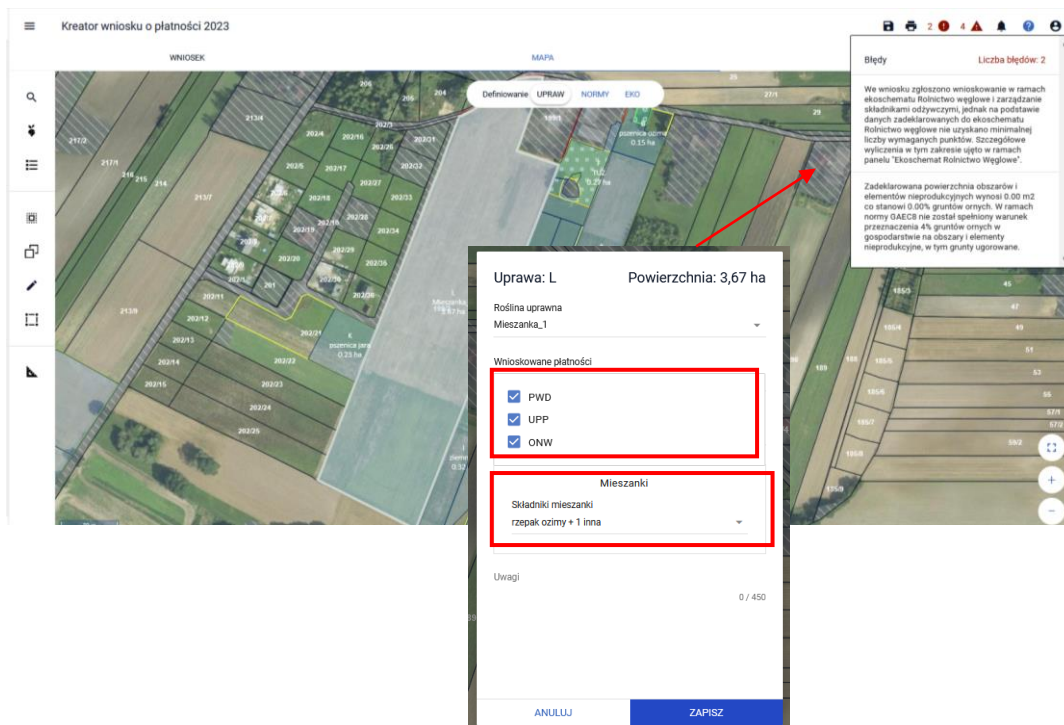 Kreator wniosku o płatności 2023
2
4
WNIOSEK
MAPA
Definiowanie UPRAW NORMY EKO
Błędy Liczba błędów: 2
We wniosku zgłoszono wnioskowanie w ramach
ekoschematu Rolnictwo węglowe i zarządzanie
składnikami odżywczymi, jednak na podstawie
danych zadeklarowanych do ekoschematu
Rolnictwo węglowe nie uzyskano minimalnej
liczby wymaganych punktów. Szczegółowe
wyliczenia w tym zakresie ujęto w ramach
panelu "Ekoschemat Rolnictwo Węglowe".
Zadeklarowana powierzchnia obszarów i
elementów nieprodukcyjnych wynosi 0.00 m2
co stanowi 0.00% gruntów ornych. W ramach
normy GAEC8 nie został spełniony warunek
przeznaczenia 4% gruntów ornych w
gospodarstwie na obszary i elementy
nieprodukcyjne, w tym grunty ugorowane.
217/2
217/1
216
215
214
213/4
213/7
213/9
206
205
204
202/3
202/4
202/16
202/26
202/31
202/5
202/17
202/32
202/27
202/18
202/33
202/28
202/19
202/34
202/29
202/20
202/35
201
202/11
202/12
202/13
202/14
202/15
202/21
202/22
202/23
202/24
202/25
K
pszenica jara
0.23 ha
L
Mieszanka
pszenica ozima
0.15 ha
TUZ
0.27 ha
27/1
29
45
47
49
51
53
55
57/1
57/2
59/2
185/5
185/4
185/6
185/7
185/8
185/9
188
189
Uprawa: L Powierzchnia: 3,67 ha
Roślina uprawna
Mieszanka_1
Wnioskowane płatności
PWD
UPP
ONW
Mieszanki
Składniki mieszanki
rzepak ozimy + 1 inna
Uwagi
0 / 450
ANULUJ ZAPISZ